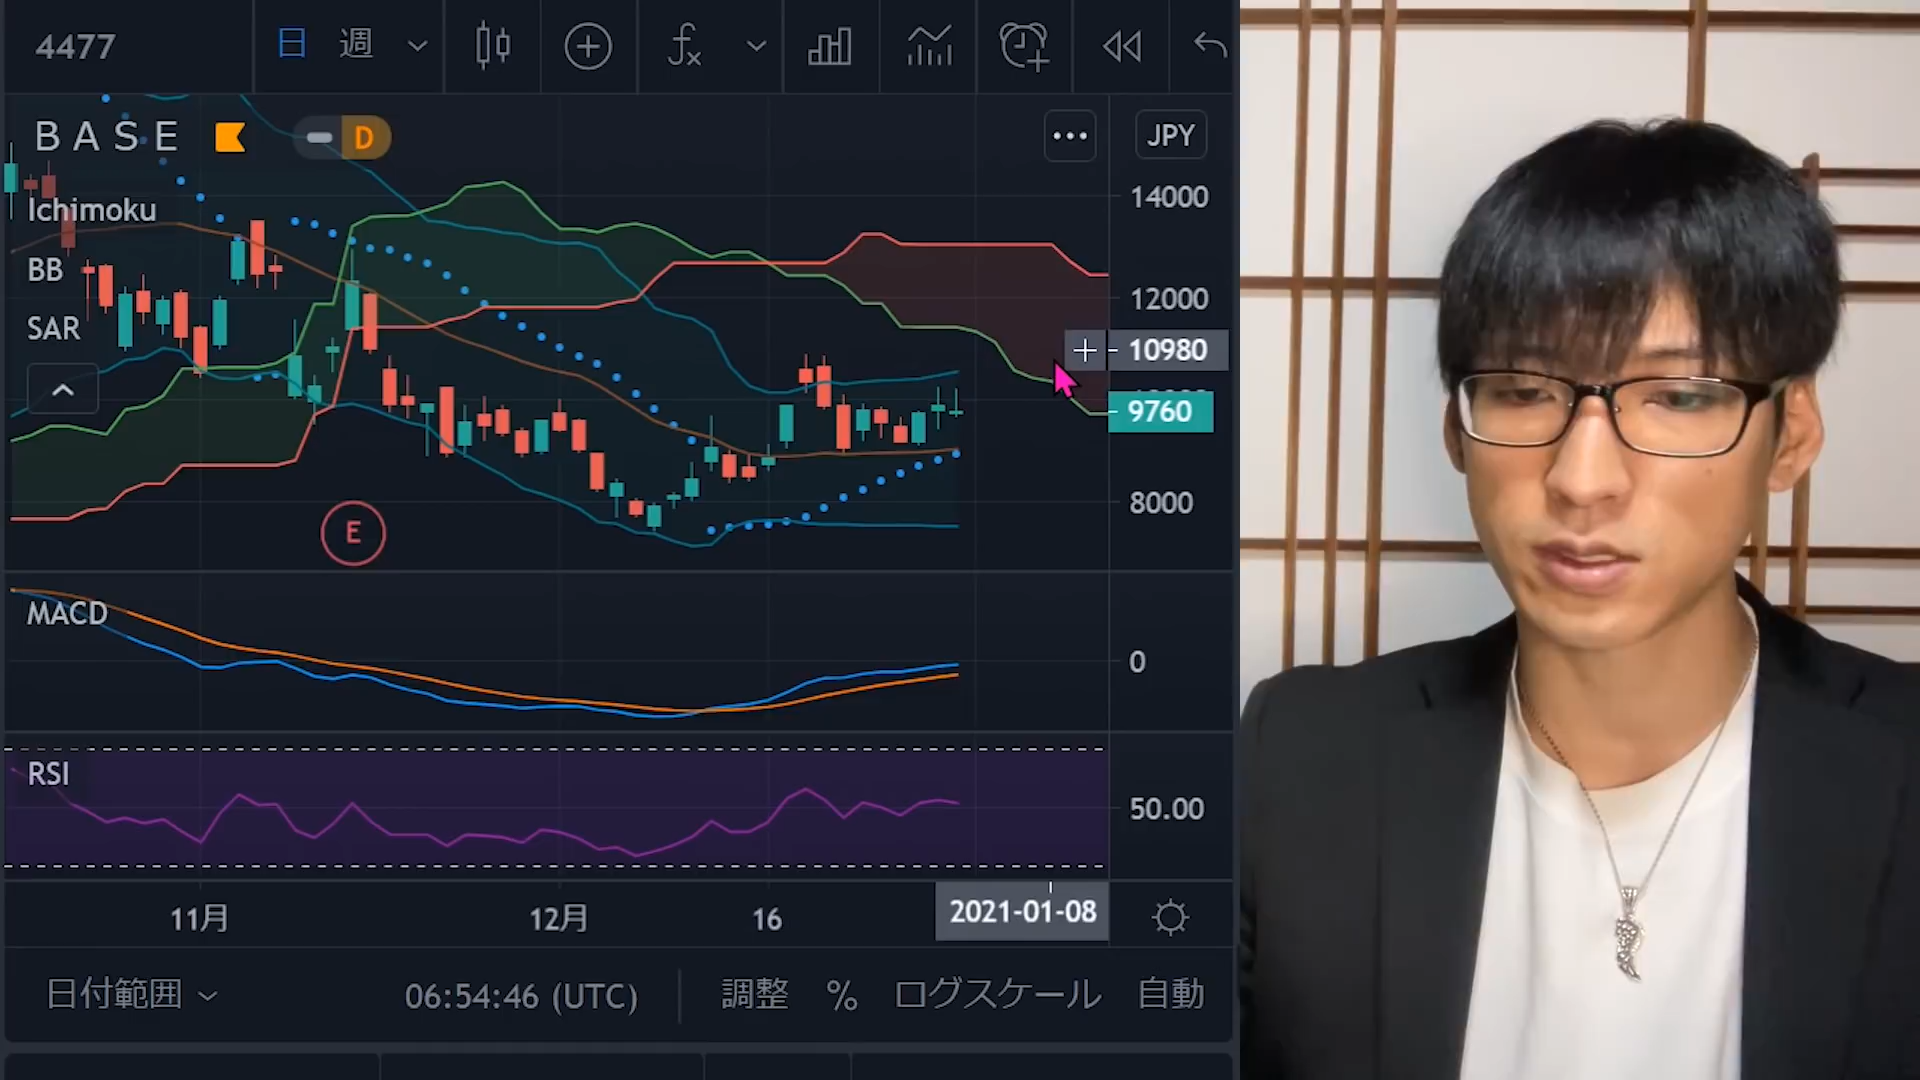 4477
日 週
BASE
D
JPY
Ichimoku
BB
SAR
14000
12000
10980
9760
8000
E
MACD
0
RSI
50.00
11月
12月
16
2021-01-08
日付範囲
06:54:46 (UTC)
調整
%
ログスケール
自動